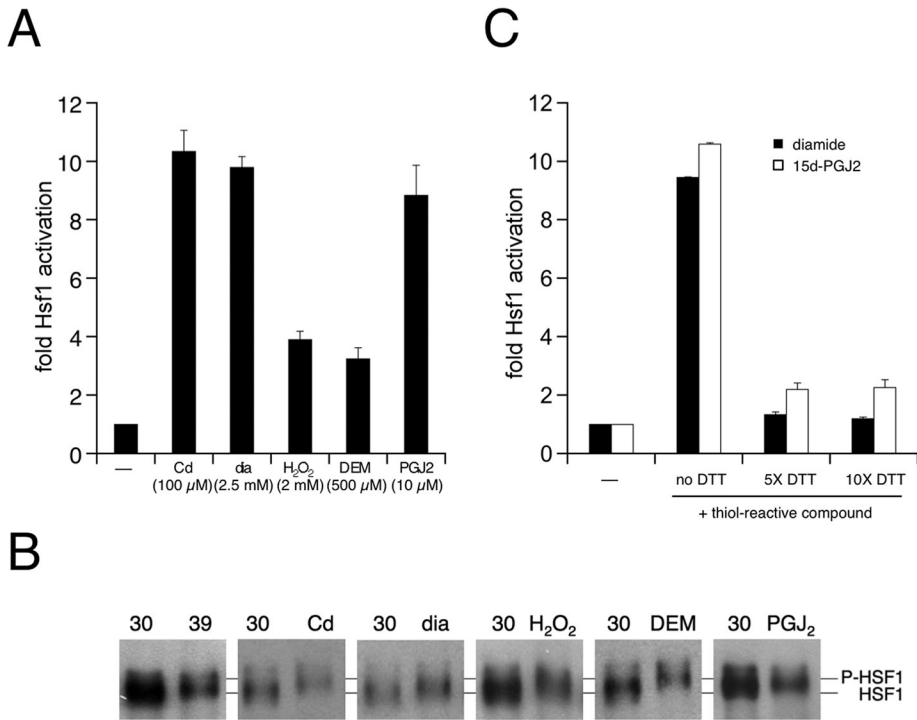 A
fold Hsf1 activation
12
10
8
6
4
2
0
— Cd dia H₂O₂ DEM PGJ2
(100 µM) (2.5 mM) (2 mM) (500 µM) (10 µM)
C
fold Hsf1 activation
12
10
8
6
4
2
0
diamide
15d-PGJ2
— no DTT 5X DTT 10X DTT
+ thiol-reactive compound
B
30 39 30 Cd 30 dia 30 H₂O₂ 30 DEM 30 PGJ₂
P-HSF1
HSF1